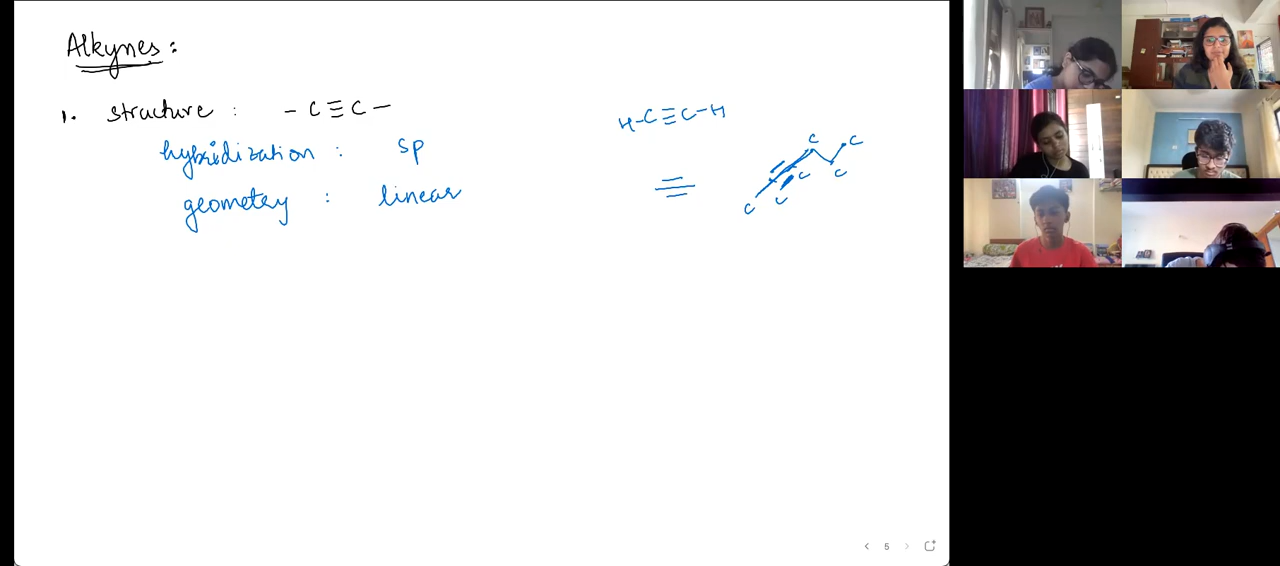 Alkynes:
1. Structure : - C ≡ C -
H-C≡C-H
hybridization : sp
geometry : linear
C
C
C
C
C
C
5